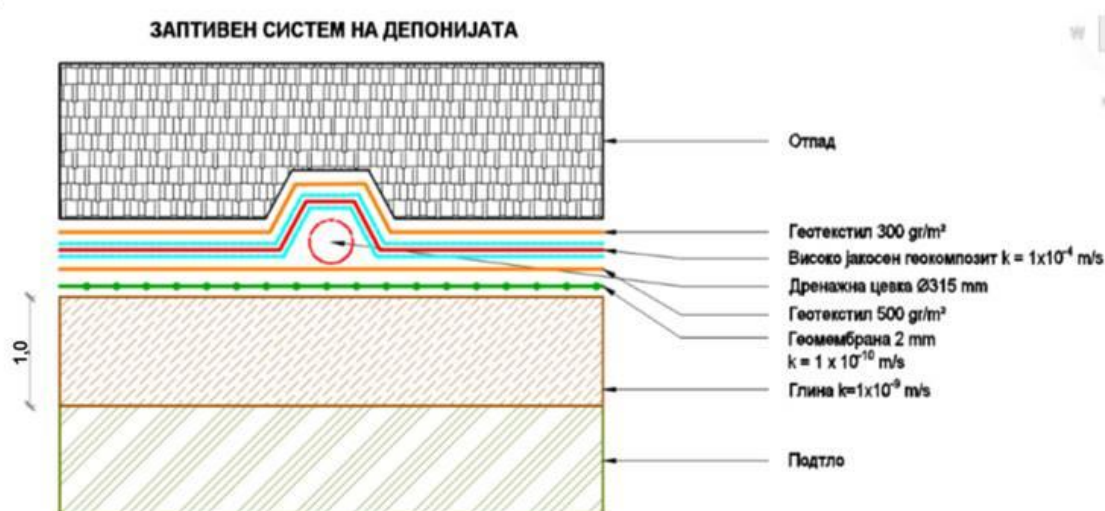 ЗАПТИВЕН СИСТЕМ НА ДЕПОНИЈАТА
W
Отпад
Геотекстил 300 gr/m²
Високо јакосен геокомпозит k = 1x10⁻⁴ m/s
Дренажна цевка Ø315 mm
Геотекстил 500 gr/m²
Геомембрана 2 mm
k = 1 x 10⁻¹⁰ m/s
Глина k=1x10⁻⁹ m/s
1,0
Подтло